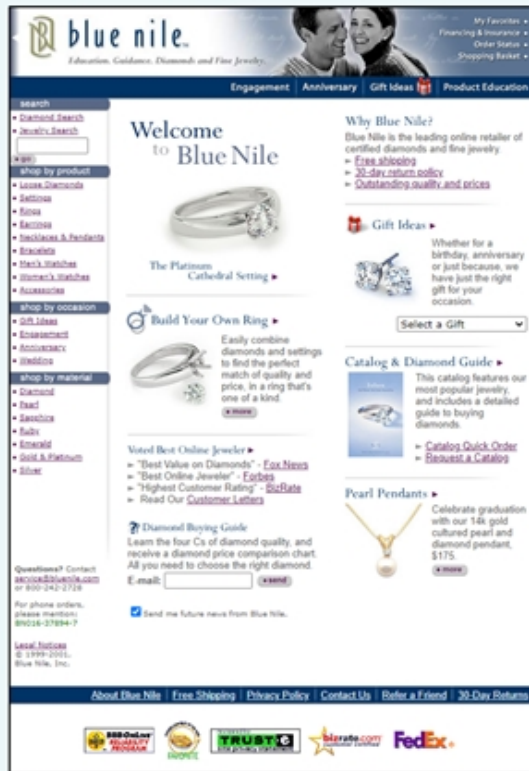 blue nile
Education. Guidance. Diamonds and Fine Jewelry.
My Favorites
Financing & Insurance
Order Status
Shopping Basket
Engagement
Anniversary
Gift Ideas
Product Education
search
Diamond Search
Jewelry Search
go
shop by product
Loose Diamonds
Settings
Rings
Earrings
Necklaces & Pendants
Bracelets
Men's Watches
Women's Watches
Accessories
shop by occasion
Gift Ideas
Engagement
Anniversary
Wedding
shop by material
Diamond
Pearl
Sapphire
Ruby
Emerald
Gold & Platinum
Silver
Questions? Contact
service@bluenile.com
or 800-242-2728
For phone orders,
please mention:
BN016-37894-7
Legal Notices
© 1999-2001,
Blue Nile, Inc.
Welcome
to Blue Nile
The Platinum
Cathedral Setting
Build Your Own Ring
Easily combine
diamonds and settings
to find the perfect
match of quality and
price, in a ring that's
one of a kind.
more
Voted Best Online Jeweler
"Best Value on Diamonds" - Fox News
"Best Online Jeweler" - Forbes
"Highest Customer Rating" - BizRate
Read Our Customer Letters
Diamond Buying Guide
Learn the four Cs of diamond quality, and
receive a diamond price comparison chart.
All you need to choose the right diamond.
E-mail:
send
Send me future news from Blue Nile.
Why Blue Nile?
Blue Nile is the leading online retailer of
certified diamonds and fine jewelry.
Free shipping
30-day return policy
Outstanding quality and prices
Gift Ideas
Whether for a
birthday, anniversary
or just because, we
have just the right
gift for your
occasion.
Select a Gift
Catalog & Diamond Guide
This catalog features our
most popular jewelry,
and includes a detailed
guide to buying
diamonds.
Catalog Quick Order
Request a Catalog
Pearl Pendants
Celebrate graduation
with our 14k gold
cultured pearl and
diamond pendant,
$175.
more
About Blue Nile | Free Shipping | Privacy Policy | Contact Us | Refer a Friend | 30-Day Returns
BBBOnLine
RELIABILITY
PROGRAM
FAVORITE
TRUSTe
site privacy statement
bizrate.com
Customer Certified
FedEx